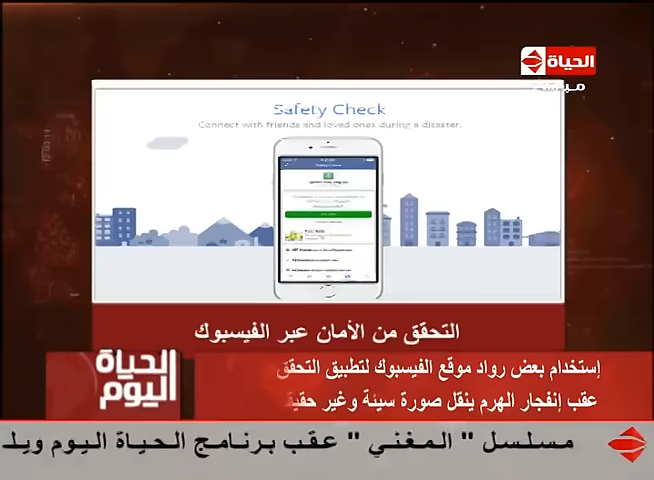 الحياة
مباشر
Safety Check
Connect with friends and loved ones during a disaster.
التحقق من الأمان عبر الفيسبوك
الحياة اليوم
إستخدام بعض رواد موقع الفيسبوك لتطبيق التحقق
عقب إنفجار الهرم ينقل صورة سيئة وغير
مسلسل " المغني " عقب برنامج الحياة اليوم